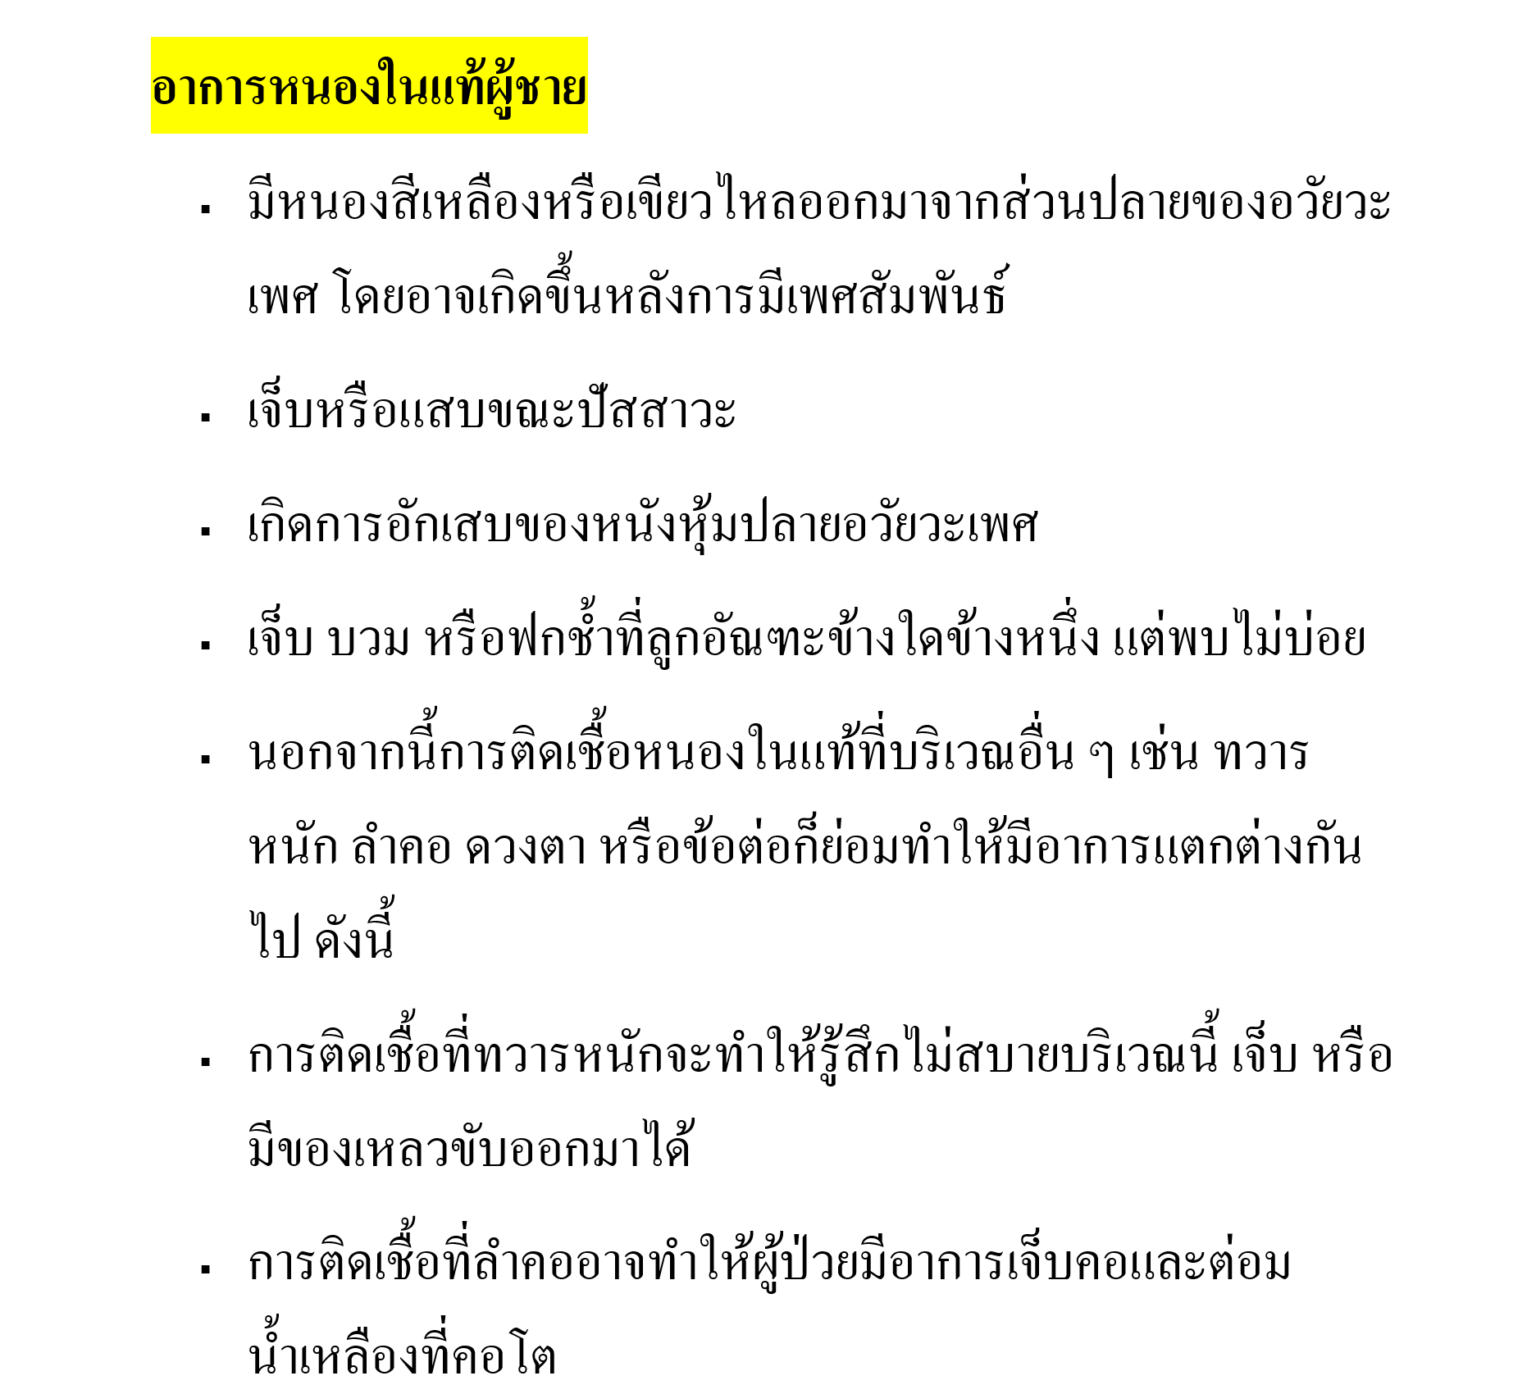 อาการหนองในแท้ผู้ชาย
▪ มีหนองสีเหลืองหรือเขียวไหลออกมาจากส่วนปลายของอวัยวะ
เพศ โดยอาจเกิดขึ้นหลังการมีเพศสัมพันธ์
▪ เจ็บหรือแสบขณะปัสสาวะ
▪ เกิดการอักเสบของหนังหุ้มปลายอวัยวะเพศ
▪ เจ็บ บวม หรือฟกช้ำที่ลูกอัณฑะข้างใดข้างหนึ่ง แต่พบไม่บ่อย
▪ นอกจากนี้การติดเชื้อหนองในแท้ที่บริเวณอื่น ๆ เช่น ทวาร
หนัก ลำคอ ดวงตา หรือข้อต่อก็ย่อมทำให้มีอาการแตกต่างกัน
ไป ดังนี้
▪ การติดเชื้อที่ทวารหนักจะทำให้รู้สึกไม่สบายบริเวณนี้ เจ็บ หรือ
มีของเหลวขับออกมาได้
▪ การติดเชื้อที่ลำคออาจทำให้ผู้ป่วยมีอาการเจ็บคอและต่อม
น้ำเหลืองที่คอโต